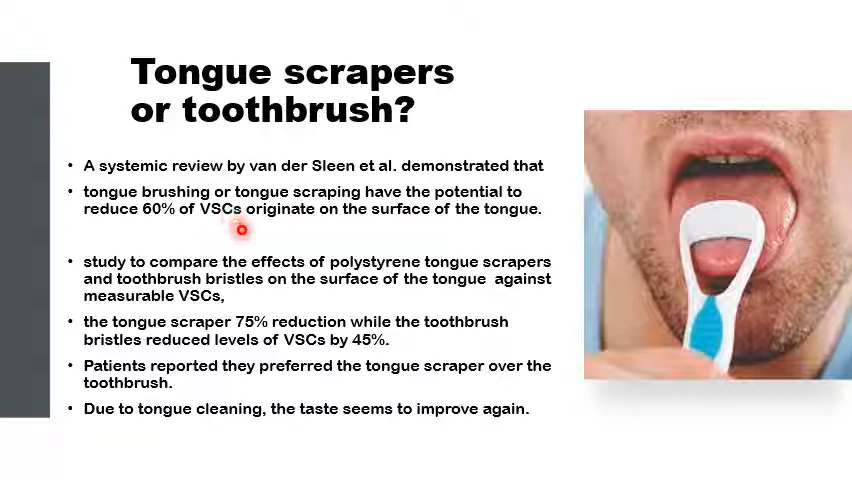 Tongue scrapers
or toothbrush?
• A systemic review by van der Sleen et al. demonstrated that
• tongue brushing or tongue scraping have the potential to
reduce 60% of VSCs originate on the surface of the tongue.
• study to compare the effects of polystyrene tongue scrapers
and toothbrush bristles on the surface of the tongue against
measurable VSCs,
• the tongue scraper 75% reduction while the toothbrush
bristles reduced levels of VSCs by 45%.
• Patients reported they preferred the tongue scraper over the
toothbrush.
• Due to tongue cleaning, the taste seems to improve again.